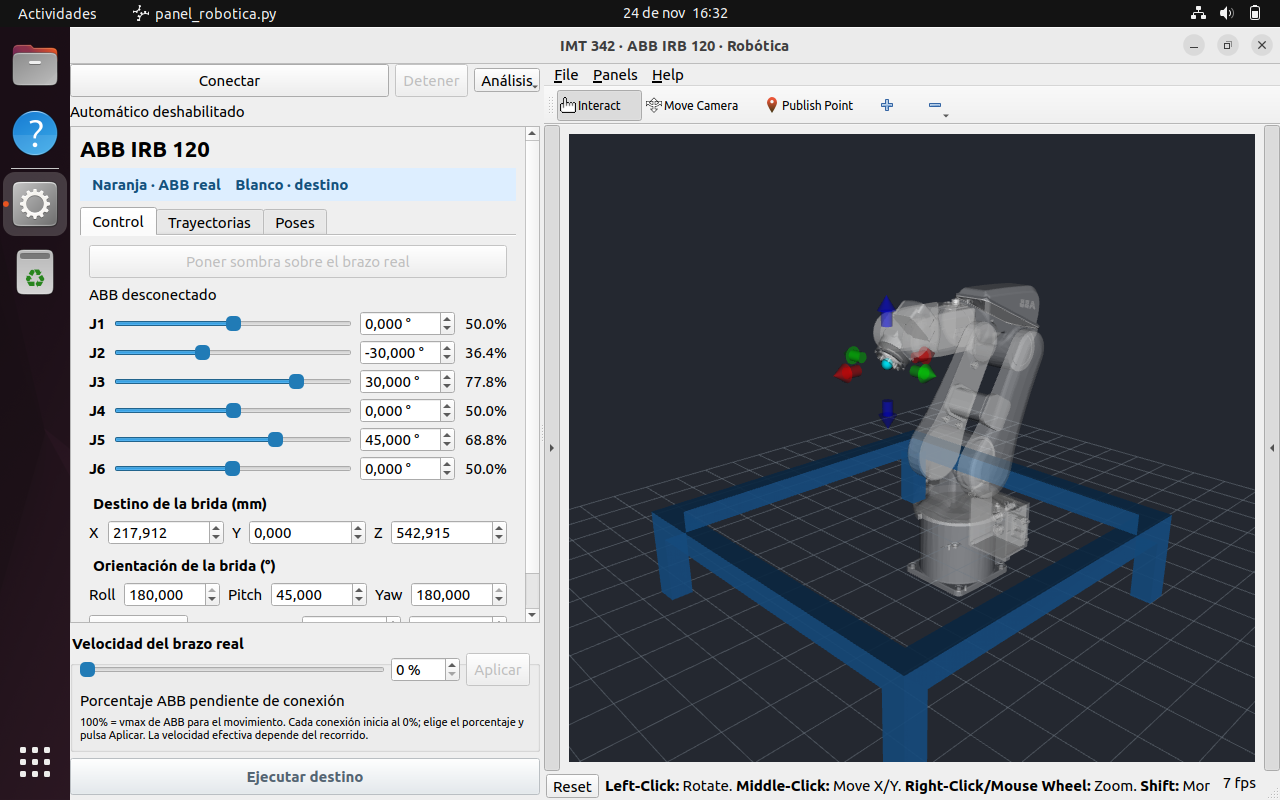 Actividades panel_robotica.py 24 de nov 16:32
IMT 342 · ABB IRB 120 · Robótica
Conectar Detener Análisis
Automático deshabilitado
ABB IRB 120
Naranja · ABB real Blanco · destino
Control Trayectorias Poses
Poner sombra sobre el brazo real
ABB desconectado
J1 0,000 ° 50.0%
J2 -30,000 ° 36.4%
J3 30,000 ° 77.8%
J4 0,000 ° 50.0%
J5 45,000 ° 68.8%
J6 0,000 ° 50.0%
Destino de la brida (mm)
X 217,912 Y 0,000 Z 542,915
Orientación de la brida (°)
Roll 180,000 Pitch 45,000 Yaw 180,000
Velocidad del brazo real
0 % Aplicar
Porcentaje ABB pendiente de conexión
100% = vmax de ABB para el movimiento. Cada conexión inicia al 0%; elige el porcentaje y
pulsa Aplicar. La velocidad efectiva depende del recorrido.
Ejecutar destino
File Panels Help
Interact Move Camera Publish Point
Reset Left-Click: Rotate. Middle-Click: Move X/Y. Right-Click/Mouse Wheel: Zoom. Shift: Mor 7 fps